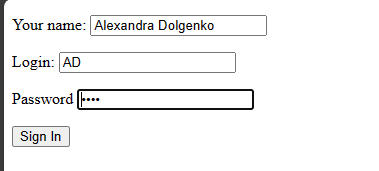 Your name: Alexandra Dolgenko
Login: AD
Password ••••
Sign In